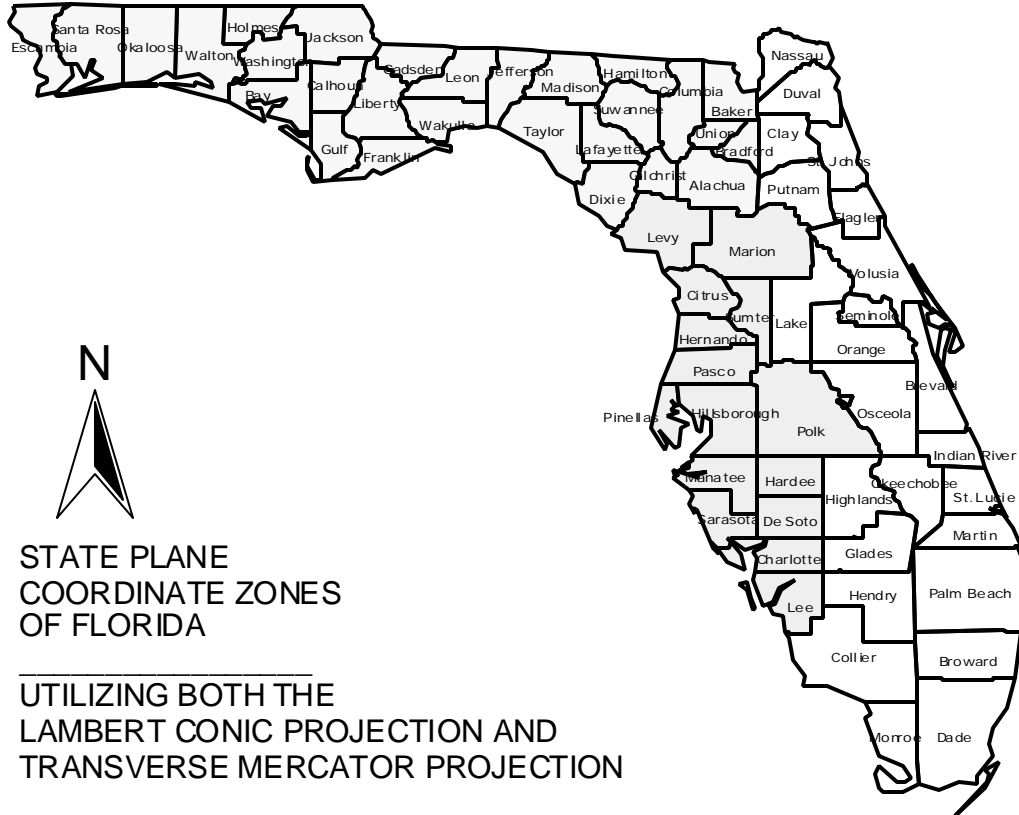 Santa Rosa
Escambia
Okaloosa
Walton
Holmes
Washington
Jackson
Bay
Calhoun
Gulf
Liberty
Gadsden
Franklin
Leon
Wakulla
Jefferson
Madison
Taylor
Hamilton
Suwannee
Lafayette
Dixie
Columbia
Gilchrist
Baker
Union
Bradford
Alachua
Nassau
Duval
Clay
St. Johns
Putnam
Flagler
Levy
Marion
Volusia
Citrus
Sumter
Lake
Seminole
Hernando
Orange
Pasco
Brevard
Pinellas
Hillsborough
Polk
Osceola
Indian River
Manatee
Hardee
Highlands
Okeechobee
St. Lucie
Sarasota
De Soto
Martin
Charlotte
Glades
Lee
Hendry
Palm Beach
Collier
Broward
Monroe
Dade
N
STATE PLANE
COORDINATE ZONES
OF FLORIDA
UTILIZING BOTH THE
LAMBERT CONIC PROJECTION AND
TRANSVERSE MERCATOR PROJECTION